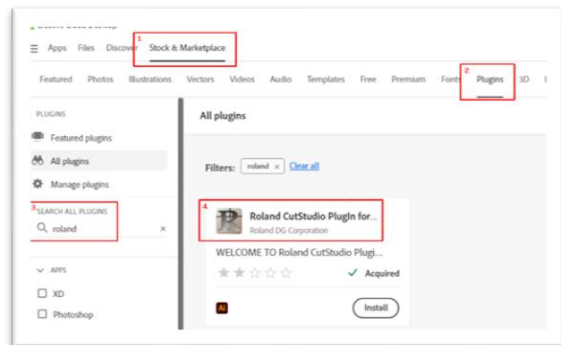 Apps Files Discover Stock & Marketplace
1.
Featured Photos Illustrations Vectors Videos Audio Templates Free Premium Fonts Plugins 3D
2.
PLUGINS
All plugins
Featured plugins
All plugins
Manage plugins
Filters: roland × Clear all
3.
SEARCH ALL PLUGINS
roland ×
4.
Roland CutStudio PlugIn for...
Roland DG Corporation
WELCOME TO Roland CutStudio Plugi...
Acquired
APPS
XD
Photoshop
Ai
Install